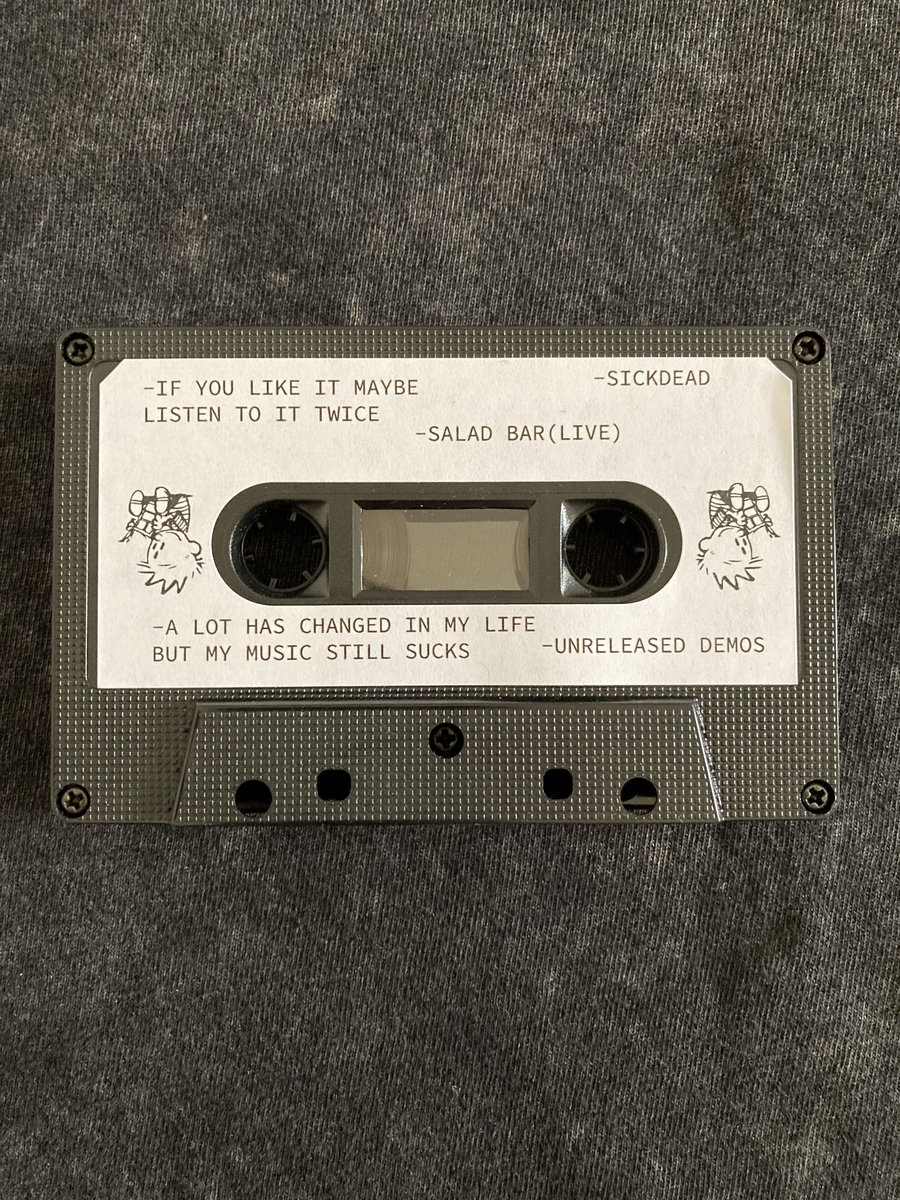 -IF YOU LIKE IT MAYBE
LISTEN TO IT TWICE
-SICKDEAD
-SALAD BAR(LIVE)
-A LOT HAS CHANGED IN MY LIFE
BUT MY MUSIC STILL SUCKS
-UNRELEASED DEMOS